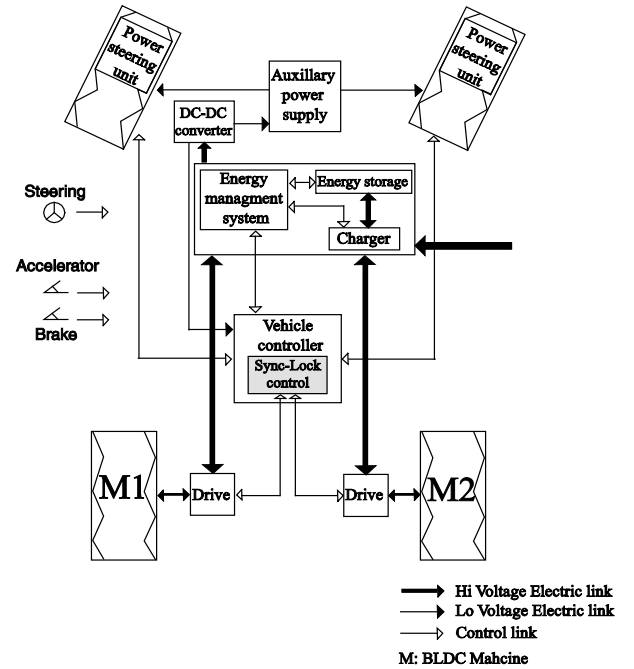 Power
steering
unit
Auxillary
power
supply
Power
steering
unit
DC-DC
converter
Energy
managment
system
Energy storage
Charger
Steering
Accelerator
Brake
Vehicle
controller
Sync-Lock
control
M1
Drive
Drive
M2
Hi Voltage Electric link
Lo Voltage Electric link
Control link
M: BLDC Mahcine